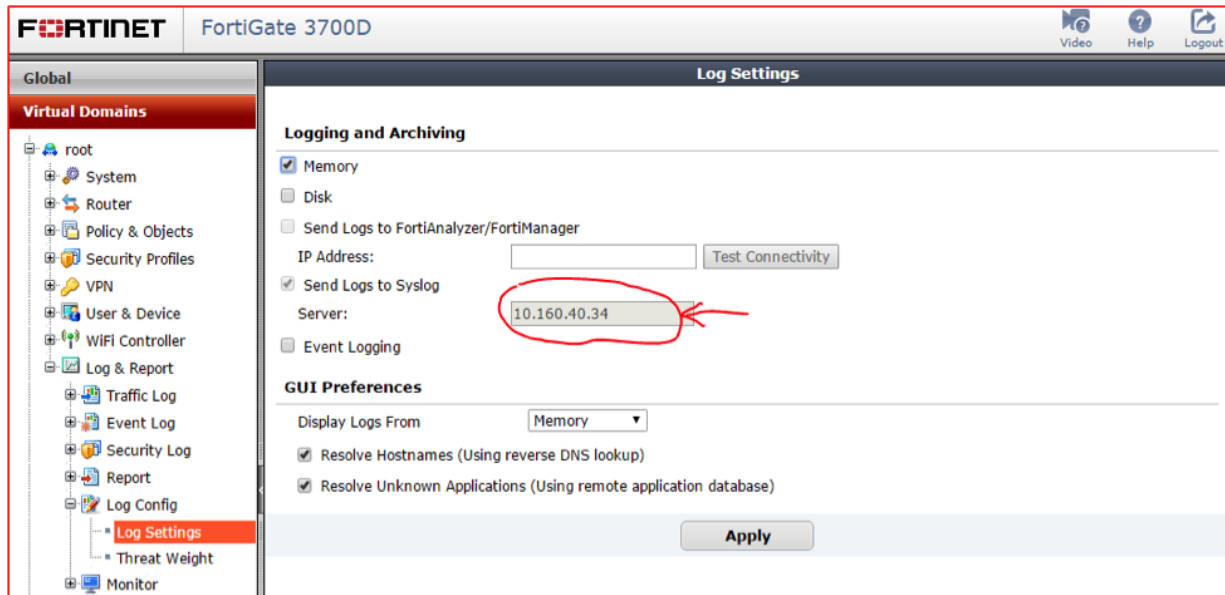 FORTINET FortiGate 3700D
Video Help Logout
Global
Virtual Domains
root
System
Router
Policy & Objects
Security Profiles
VPN
User & Device
WiFi Controller
Log & Report
Traffic Log
Event Log
Security Log
Report
Log Config
Log Settings
Threat Weight
Monitor
Log Settings
Logging and Archiving
Memory
Disk
Send Logs to FortiAnalyzer/FortiManager
IP Address: Test Connectivity
Send Logs to Syslog
Server: 10.160.40.34
Event Logging
GUI Preferences
Display Logs From Memory
Resolve Hostnames (Using reverse DNS lookup)
Resolve Unknown Applications (Using remote application database)
Apply